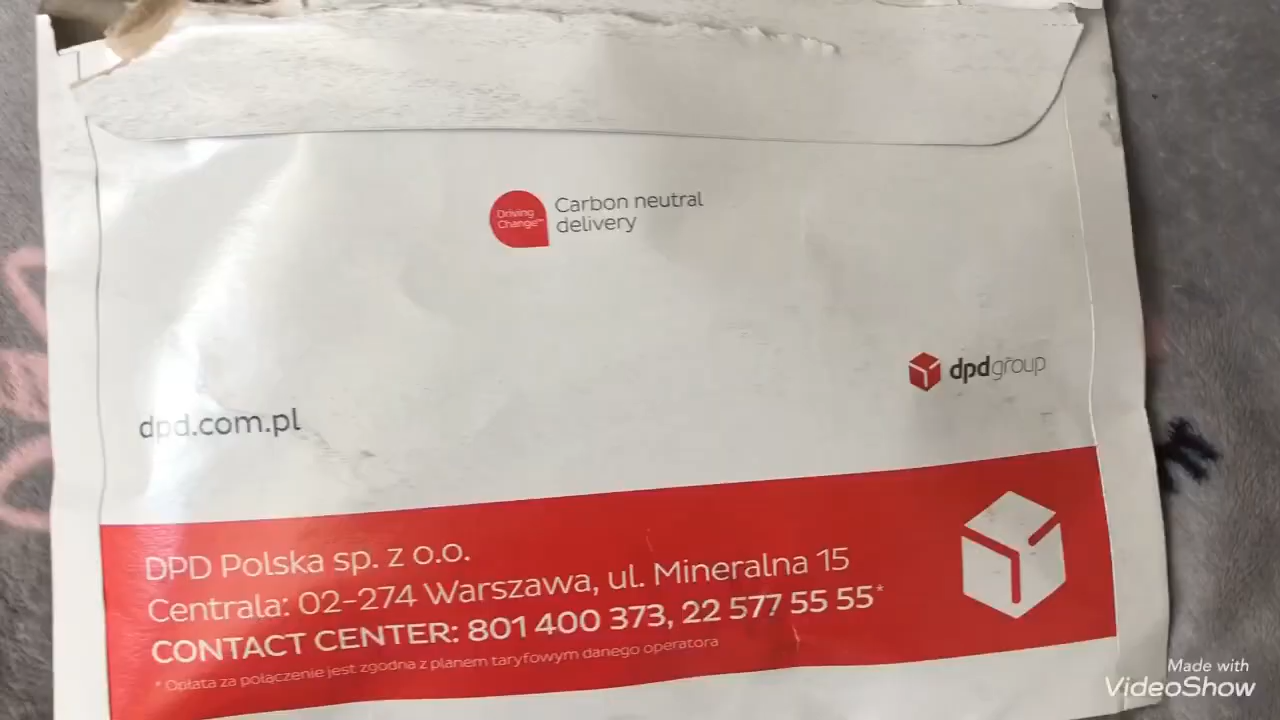 Driving
Change™
Carbon neutral
delivery
dpdgroup
dpd.com.pl
DPD Polska sp. z o.o.
Centrala: 02-274 Warszawa, ul. Mineralna 15
CONTACT CENTER: 801 400 373, 22 577 55 55*
* Opłata za połączenie jest zgodna z planem taryfowym danego operatora
Made with
VideoShow